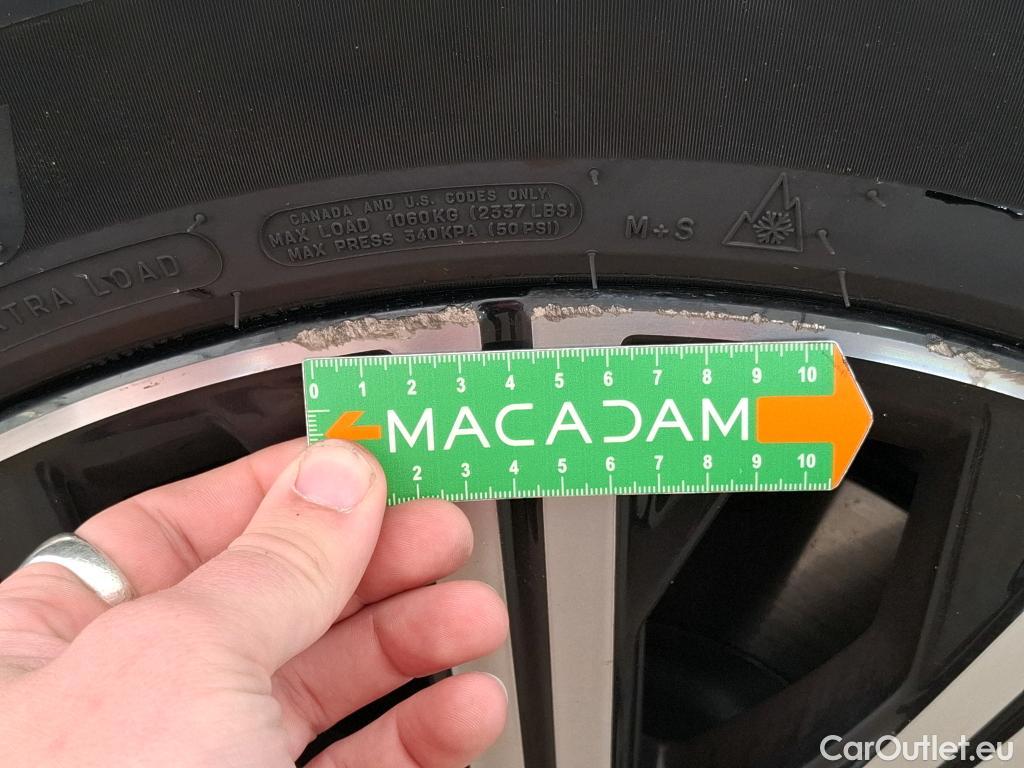 CANADA AND U.S. CODES ONLY
MAX LOAD 1060KG (2337 LBS)
MAX PRESS 340KPA (50 PSI)
M+S
XTRA LOAD
0 1 2 3 4 5 6 7 8 9 10
MACADAM
2 3 4 5 6 7 8 9 10
CarOutlet.eu